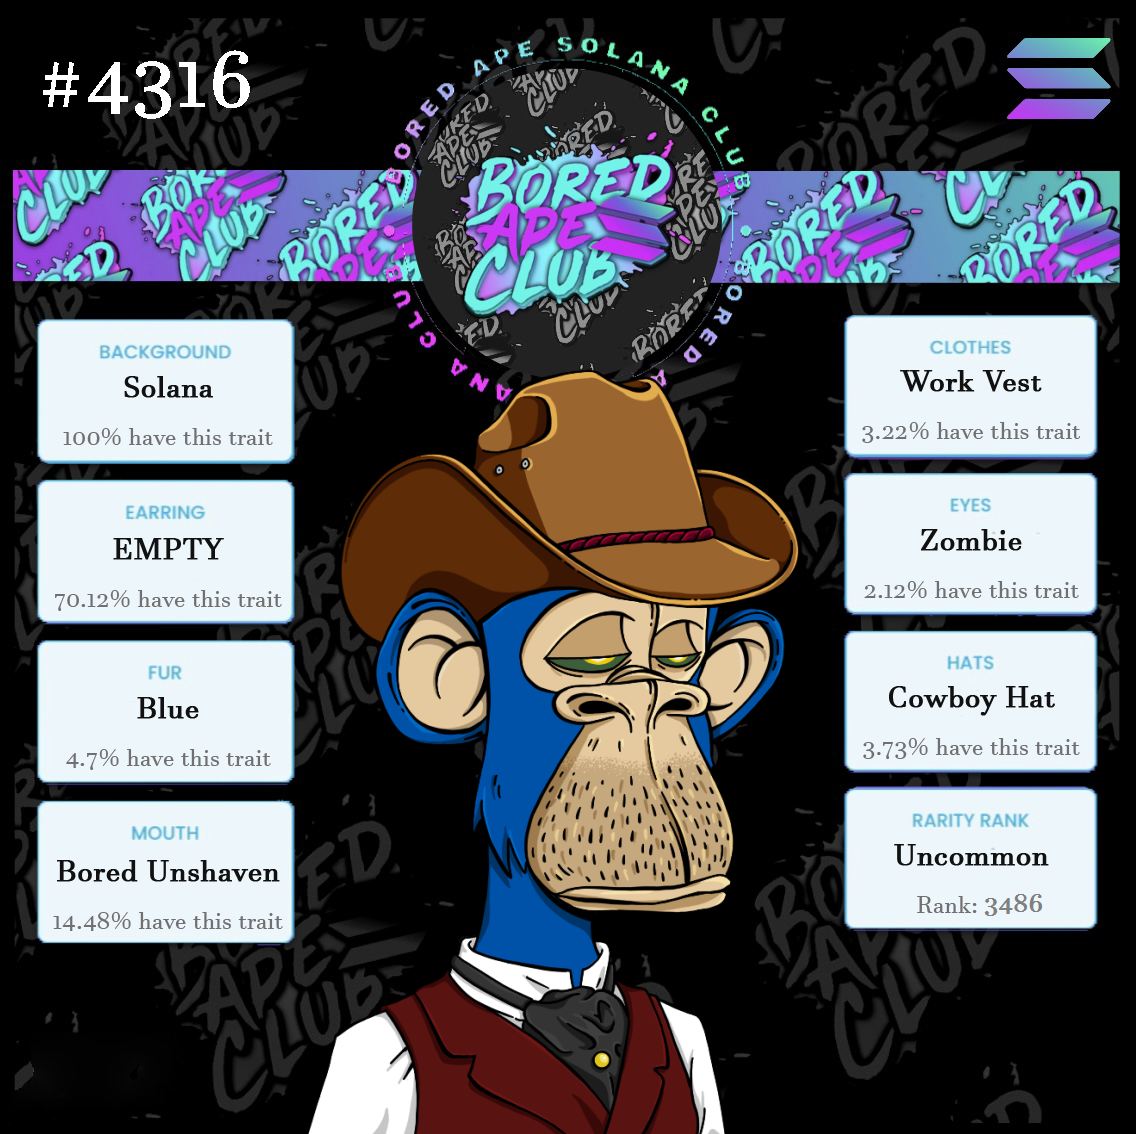 #4316
BORED APE SOLANA CLUB
BORED
APE
CLUB
BACKGROUND
Solana
100% have this trait
EARRING
EMPTY
70.12% have this trait
FUR
Blue
4.7% have this trait
MOUTH
Bored Unshaven
14.48% have this trait
CLOTHES
Work Vest
3.22% have this trait
EYES
Zombie
2.12% have this trait
HATS
Cowboy Hat
3.73% have this trait
RARITY RANK
Uncommon
Rank: 3486